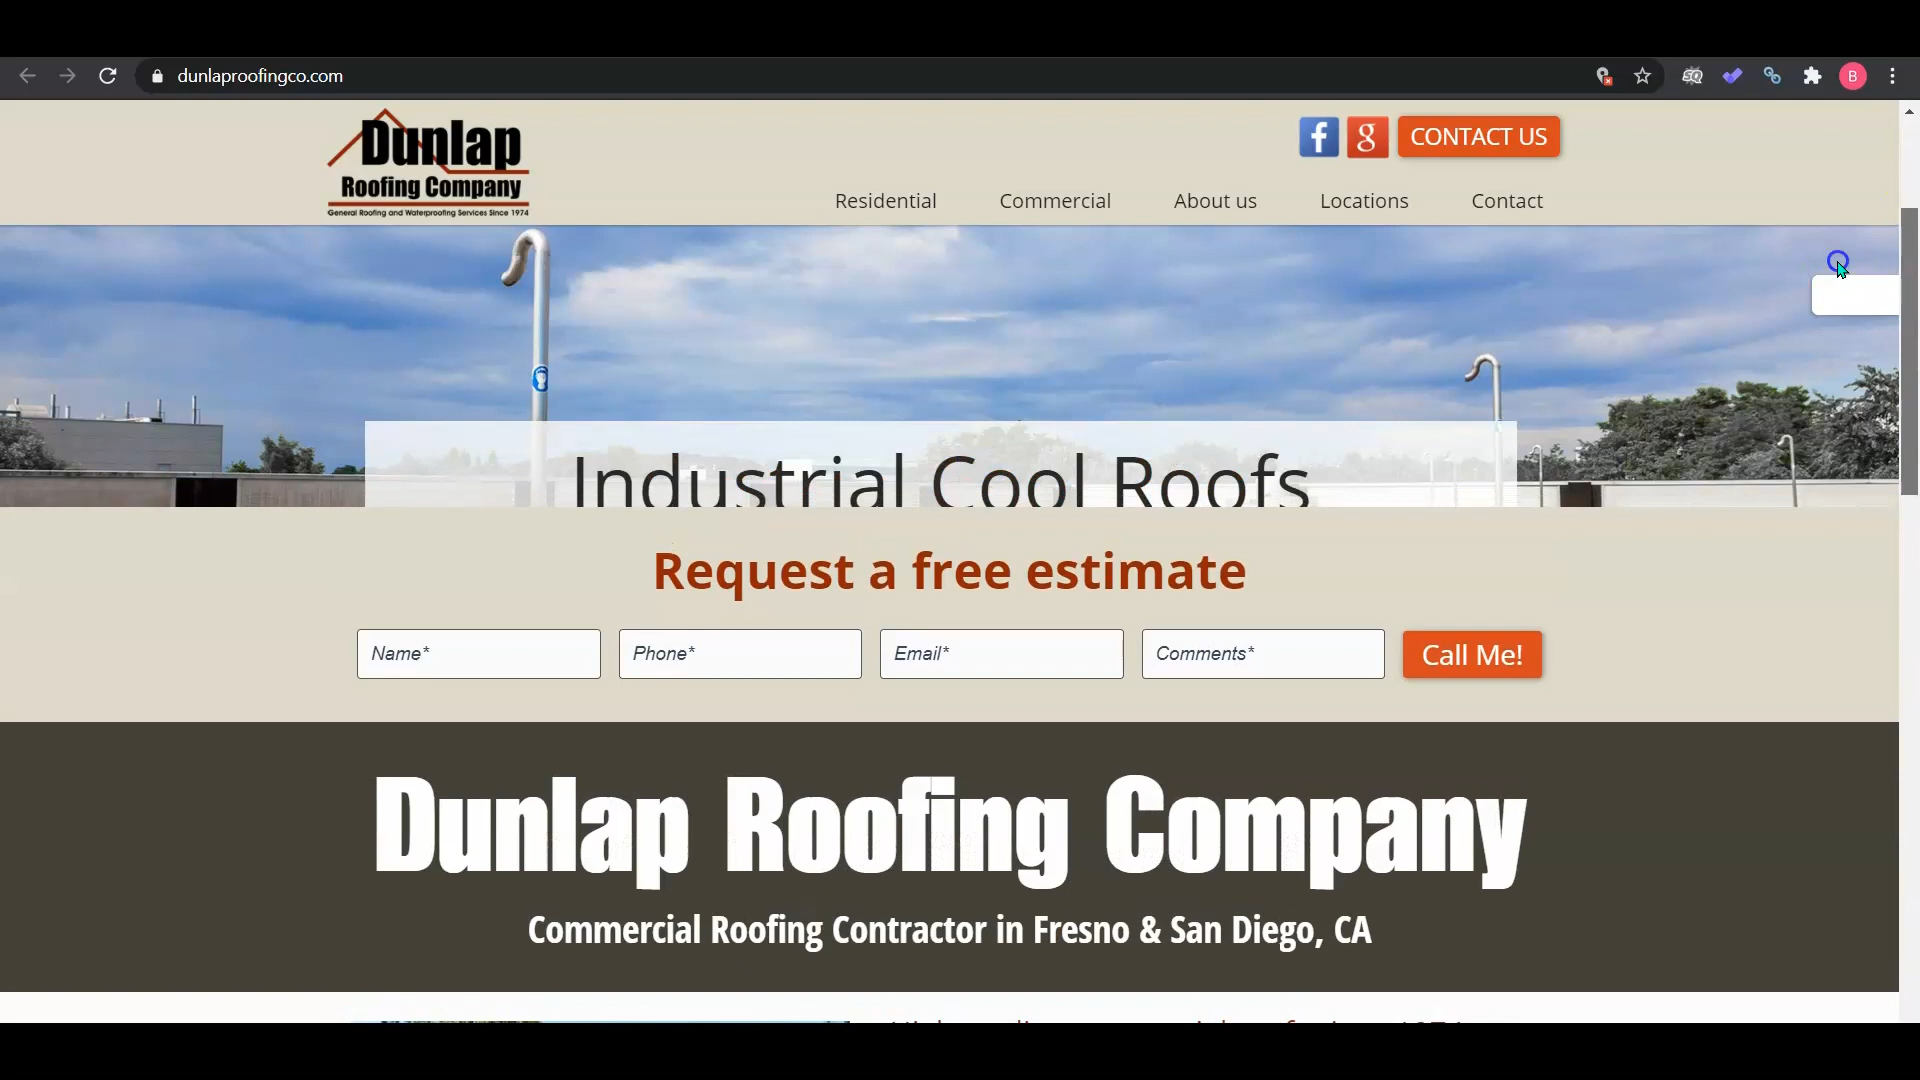 dunlaproofingco.com
B
Dunlap
Roofing Company
General Roofing and Waterproofing Services Since 1974
f
g
CONTACT US
Residential
Commercial
About us
Locations
Contact
Industrial Cool Roofs
Request a free estimate
Name*
Phone*
Email*
Comments*
Call Me!
Dunlap Roofing Company
Commercial Roofing Contractor in Fresno & San Diego, CA